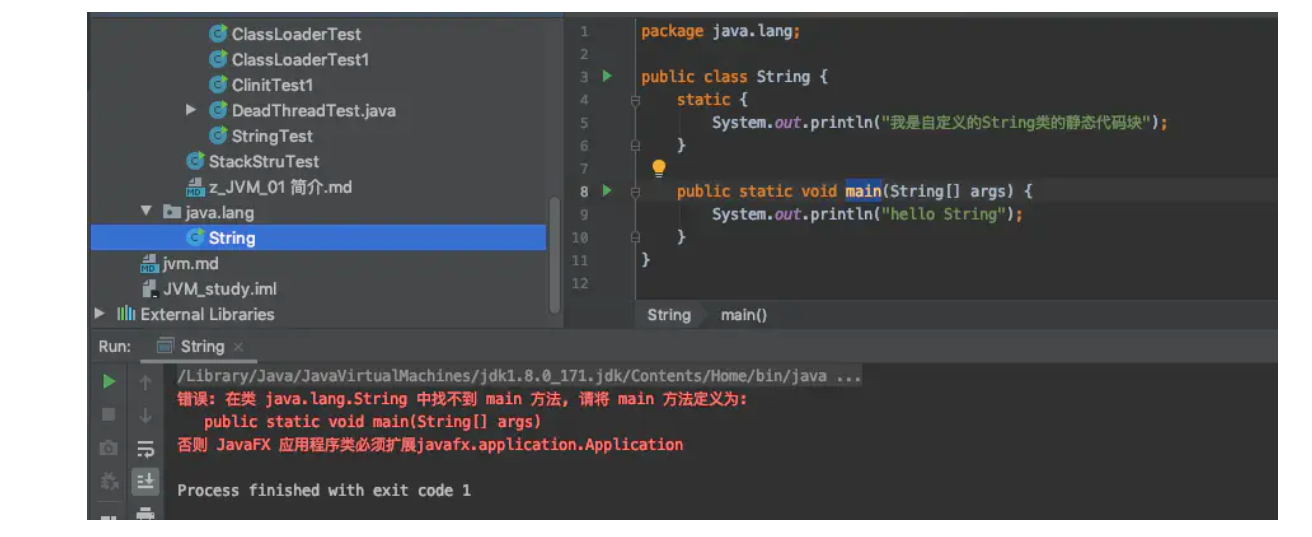 ClassLoaderTest
ClassLoaderTest1
ClinitTest1
DeadThreadTest.java
StringTest
StackStruTest
z_JVM_01 简介.md
java.lang
String
jvm.md
JVM_study.iml
External Libraries
1 package java.lang;
2
3 public class String {
4 static {
5 System.out.println("我是自定义的String类的静态代码块");
6 }
7
8 public static void main(String[] args) {
9 System.out.println("hello String");
10 }
11 }
12
String main()
Run: String ×
/Library/Java/JavaVirtualMachines/jdk1.8.0_171.jdk/Contents/Home/bin/java ...
错误: 在类 java.lang.String 中找不到 main 方法, 请将 main 方法定义为:
public static void main(String[] args)
否则 JavaFX 应用程序类必须扩展javafx.application.Application
Process finished with exit code 1